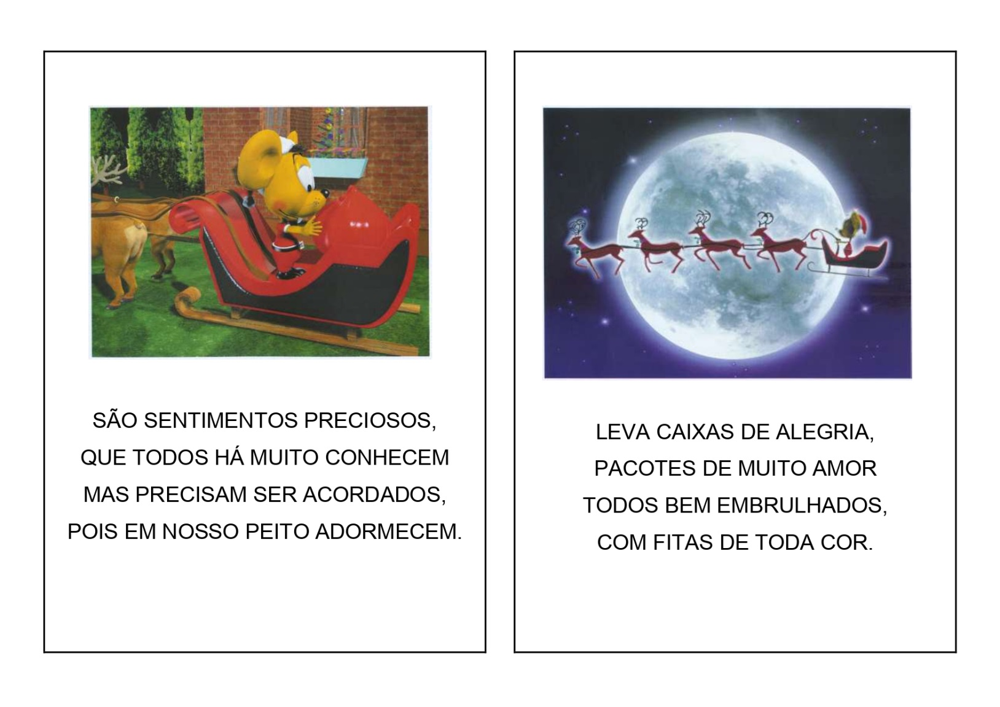 SÃO SENTIMENTOS PRECIOSOS,
QUE TODOS HÁ MUITO CONHECEM
MAS PRECISAM SER ACORDADOS,
POIS EM NOSSO PEITO ADORMECEM.
LEVA CAIXAS DE ALEGRIA,
PACOTES DE MUITO AMOR
TODOS BEM EMBRULHADOS,
COM FITAS DE TODA COR.